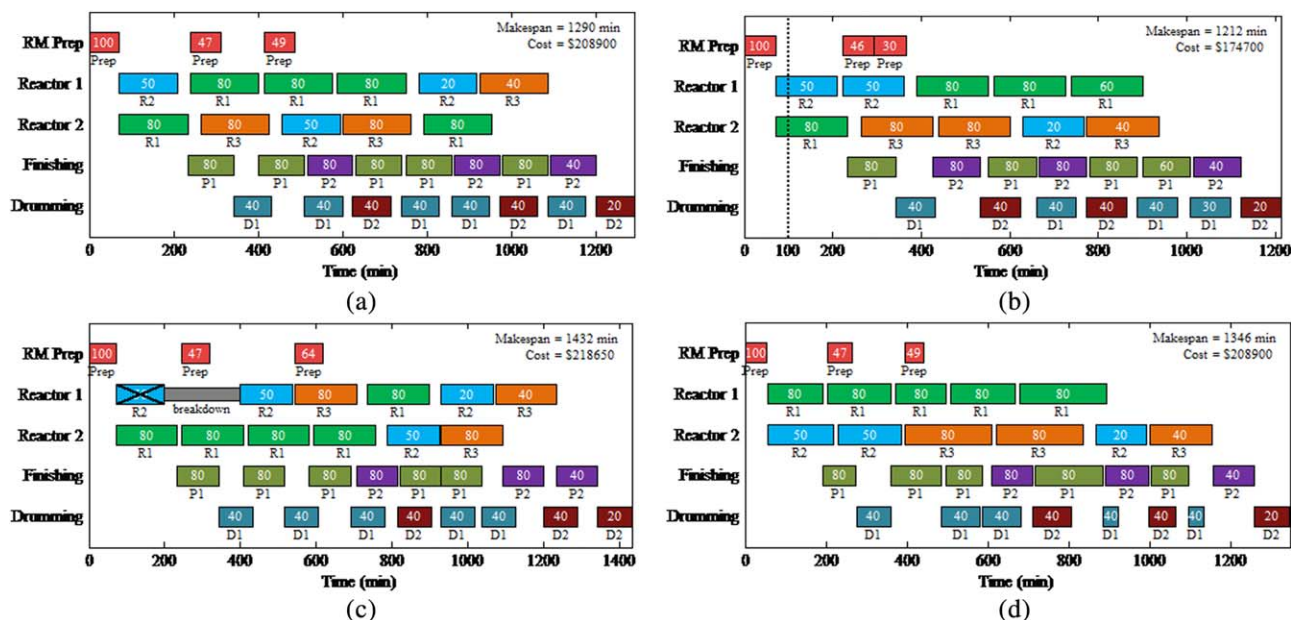 Makespan = 1290 min
Cost = $208900
RM Prep
100 47 49
Prep Prep Prep
Reactor 1
50 80 80 80 20 40
R2 R1 R1 R1 R2 R3
Reactor 2
80 80 50 80 80
R1 R3 R2 R3 R1
Finishing
80 80 80 80 80 80 80 40
P1 P1 P2 P1 P1 P2 P1 P2
Drumming
40 40 40 40 40 40 40 20
D1 D1 D2 D1 D1 D2 D1 D2
0 200 400 600 800 1000 1200
Time (min)
(a)
Makespan = 1212 min
Cost = $174700
RM Prep
100 46 30
Prep Prep Prep
Reactor 1
50 50 80 80 60
R2 R2 R1 R1 R1
Reactor 2
80 80 80 20 40
R1 R3 R3 R2 R3
Finishing
80 80 80 80 80 60 40
P1 P2 P1 P2 P1 P1 P2
Drumming
40 40 40 40 40 30 20
D1 D2 D1 D2 D1 D1 D2
0 100 200 400 600 800 1000 1200
Time (min)
(b)
Makespan = 1432 min
Cost = $218650
RM Prep
100 47 64
Prep Prep Prep
Reactor 1
50 80 80 20 40
R2 breakdown R2 R3 R1 R2 R3
Reactor 2
80 80 80 80 50 80
R1 R1 R1 R1 R2 R3
Finishing
80 80 80 80 80 80 80 40
P1 P1 P1 P2 P1 P1 P2 P2
Drumming
40 40 40 40 40 40 40 20
D1 D1 D1 D2 D1 D1 D2 D2
0 200 400 600 800 1000 1200 1400
Time (min)
(c)
Makespan = 1346 min
Cost = $208900
RM Prep
100 47 49
Prep Prep Prep
Reactor 1
80 80 80 80 80
R1 R1 R1 R1 R1
Reactor 2
50 50 80 80 20 40
R2 R2 R3 R3 R2 R3
Finishing
80 80 80 80 80 80 80 40
P1 P1 P1 P2 P1 P2 P1 P2
Drumming
40 40 40 40 40 40 40 20
D1 D1 D1 D2 D1 D2 D1 D2
0 200 400 600 800 1000 1200
Time (min)
(d)